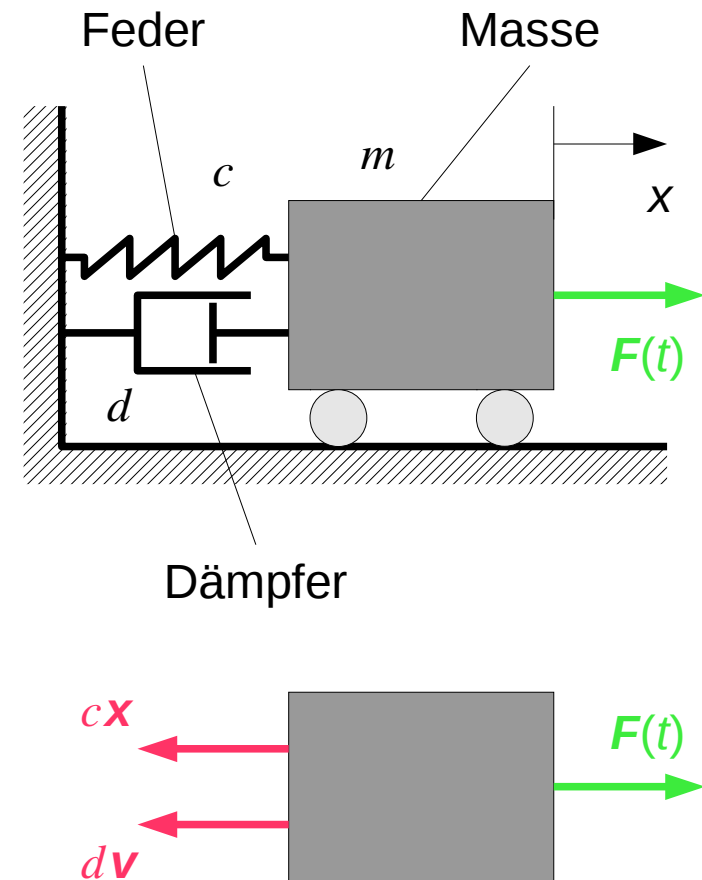 Feder Masse
c m
x
F(t)
d
Dämpfer
cx F(t)
dv